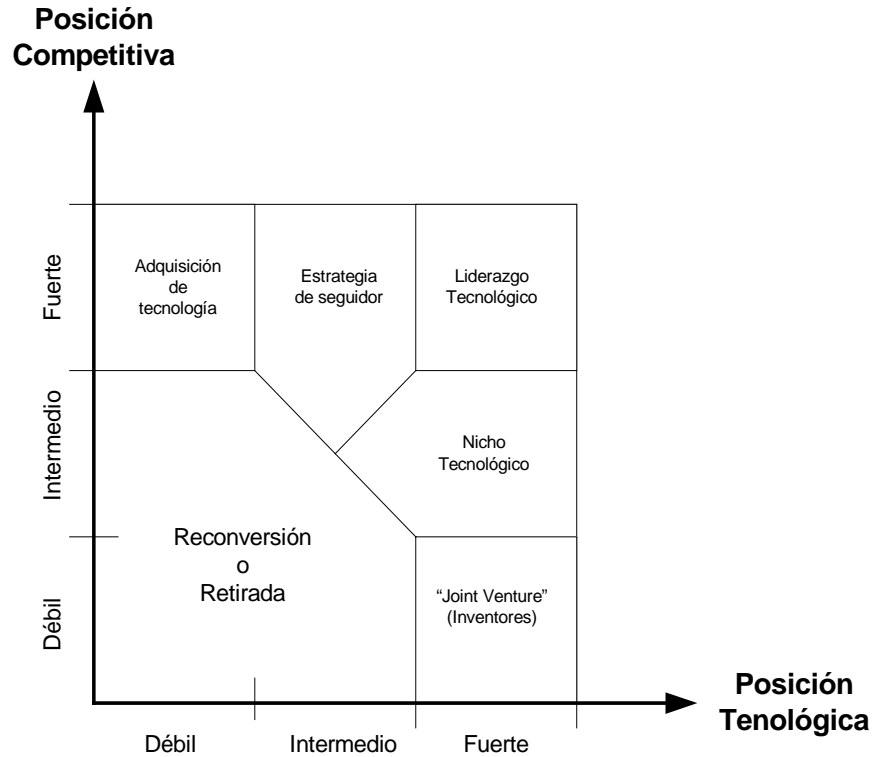 Posición
Competitiva
Fuerte
Intermedio
Débil
Adquisición
de
tecnología
Estrategia
de seguidor
Liderazgo
Tecnológico
Nicho
Tecnológico
Reconversión
o
Retirada
“Joint Venture”
(Inventores)
Posición
Tenológica
Débil
Intermedio
Fuerte